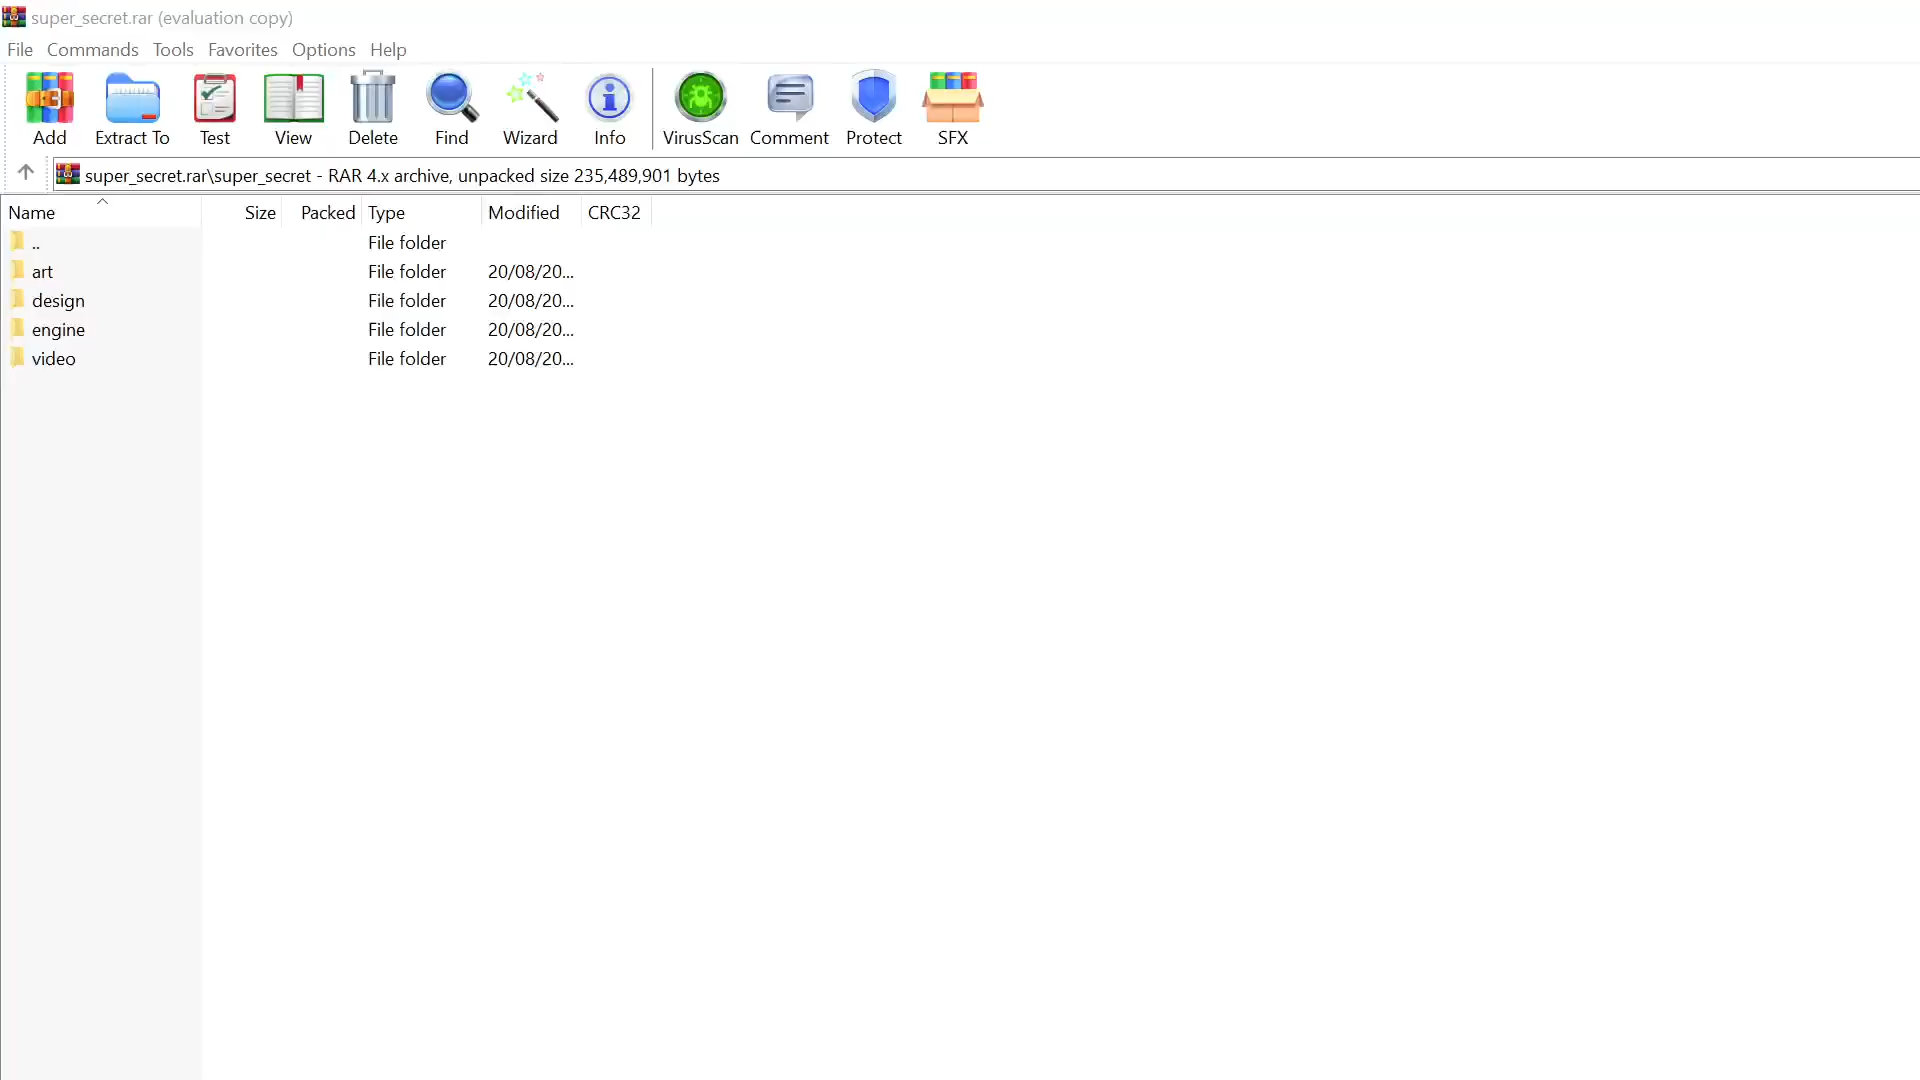 super_secret.rar (evaluation copy)
File Commands Tools Favorites Options Help
Add Extract To Test View Delete Find Wizard Info VirusScan Comment Protect SFX
super_secret.rar\super_secret - RAR 4.x archive, unpacked size 235,489,901 bytes
Name Size Packed Type Modified CRC32
.. File folder
art File folder 20/08/20...
design File folder 20/08/20...
engine File folder 20/08/20...
video File folder 20/08/20...